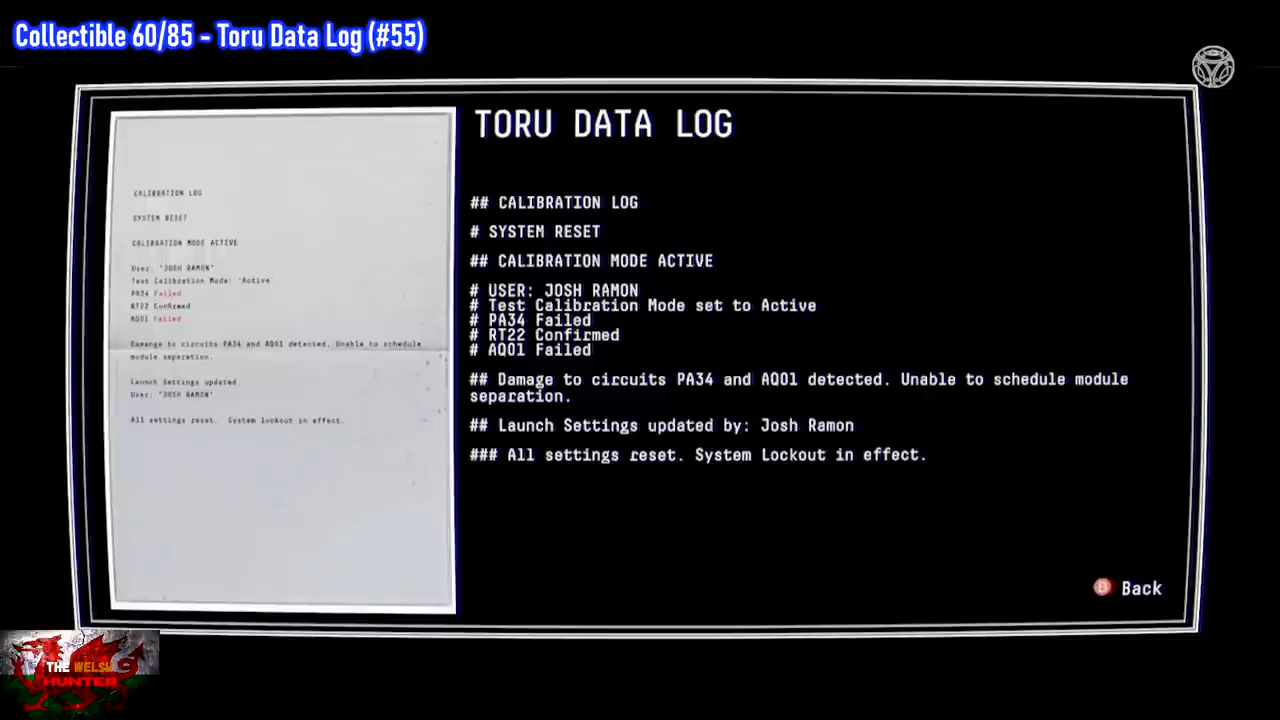 Collectible 60/85 - Toru Data Log (#55)
TORU DATA LOG
CALIBRATION LOG
SYSTEM RESET
CALIBRATION MODE ACTIVE
User: "JOSH RAMON"
Test Calibration Mode: 'Active'
PA34 Failed
RT22 Confirmed
AQ01 Failed
Damange to circuits PA34 and AQ01 detected. Unable to schedule
module seperation.
Launch Settings updated.
User: "JOSH RAMON"
All settings reset. System lockout in effect.
## CALIBRATION LOG
# SYSTEM RESET
## CALIBRATION MODE ACTIVE
# USER: JOSH RAMON
# Test Calibration Mode set to Active
# PA34 Failed
# RT22 Confirmed
# AQ01 Failed
## Damage to circuits PA34 and AQ01 detected. Unable to schedule module
separation.
## Launch Settings updated by: Josh Ramon
### All settings reset. System Lockout in effect.
B Back
THE WELSH
HUNTER